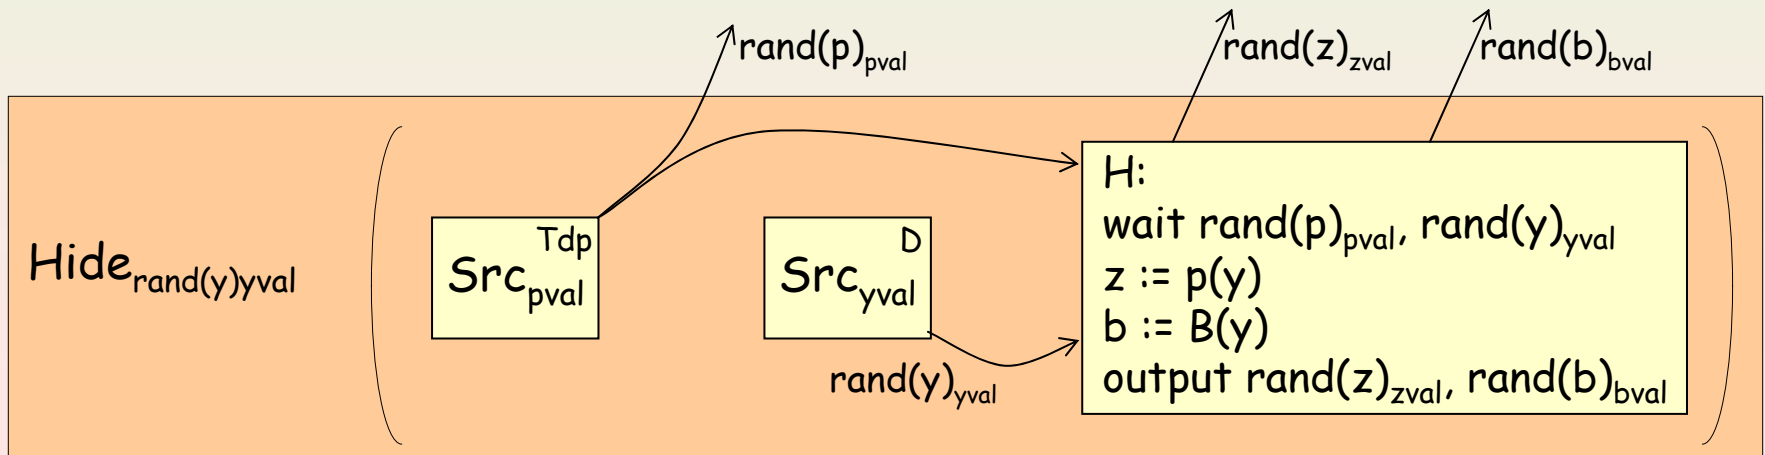 rand(p)pval
rand(z)zval
rand(b)bval
Hiderand(y)yval
Tdp
Srcpval
D
Srcyval
rand(y)yval
H:
wait rand(p)pval, rand(y)yval
z := p(y)
b := B(y)
output rand(z)zval, rand(b)bval